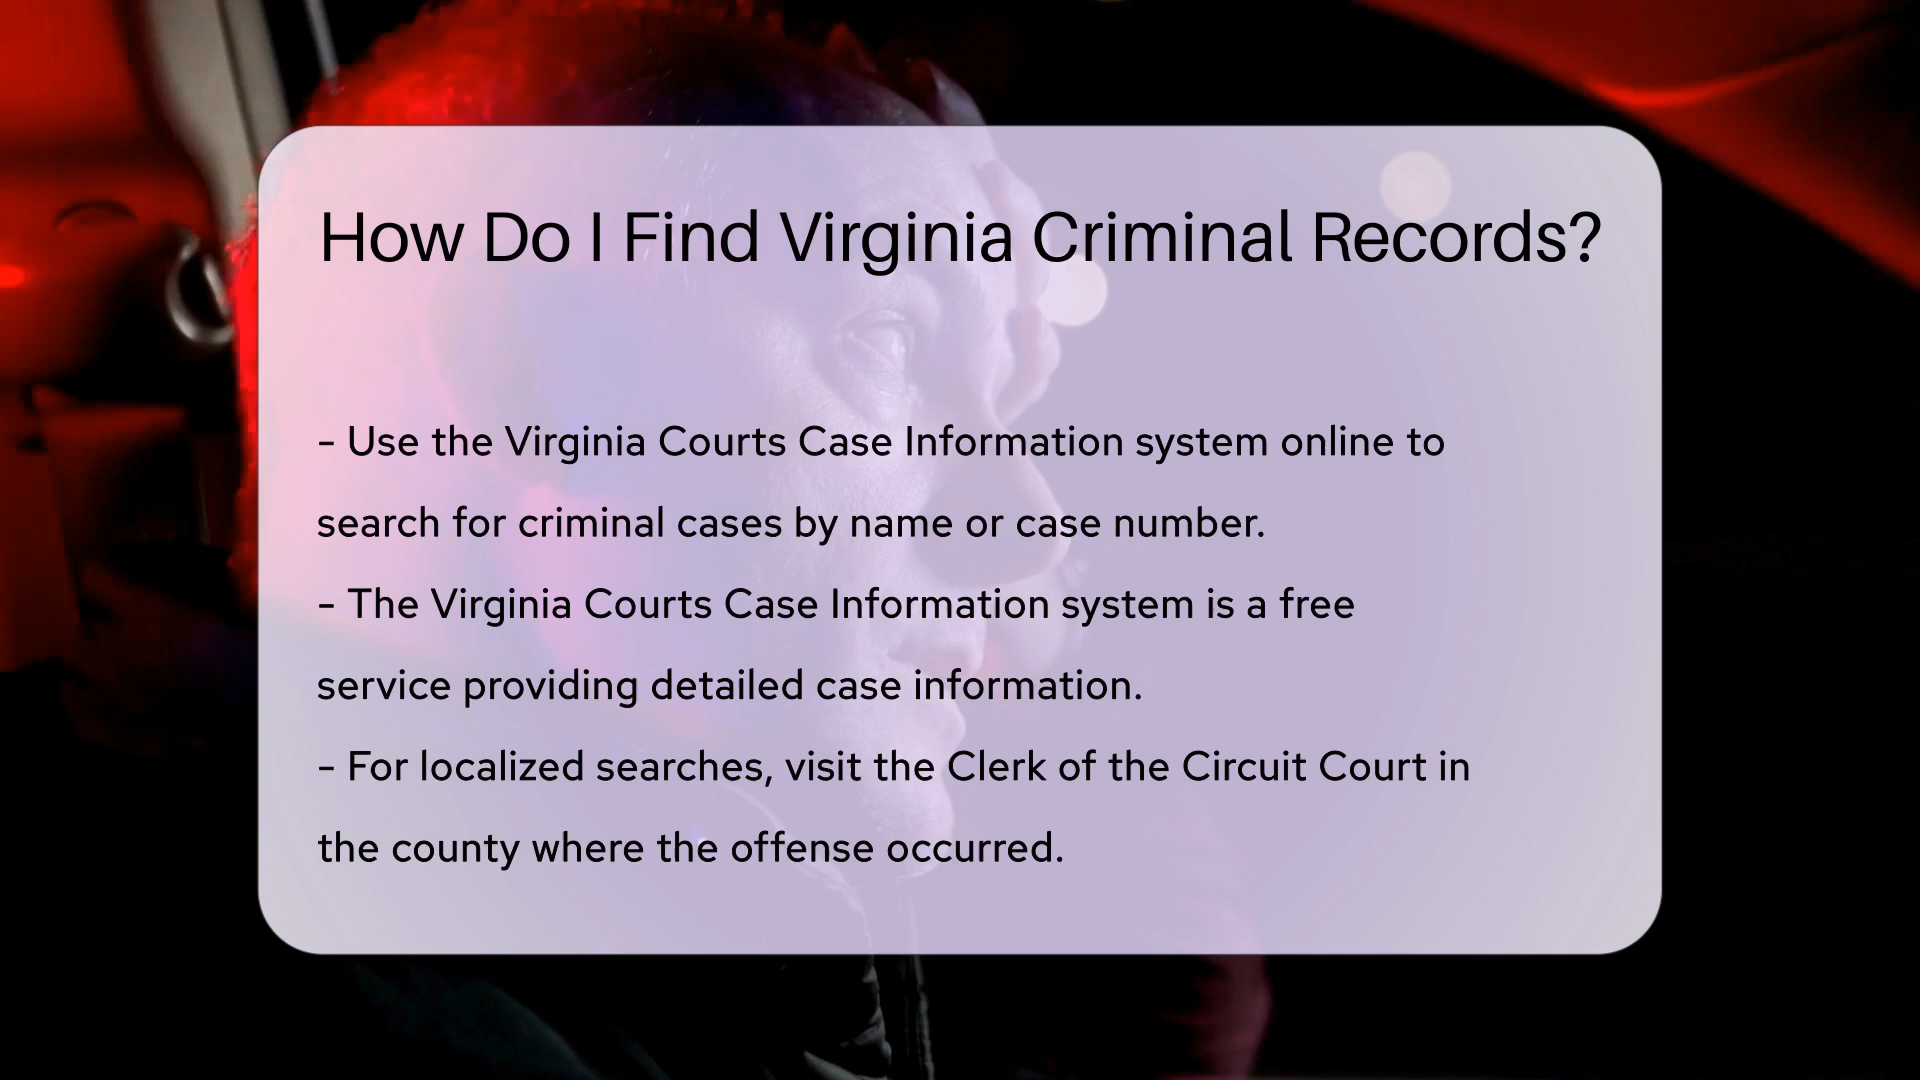 How Do I Find Virginia Criminal Records?
- Use the Virginia Courts Case Information system online to
search for criminal cases by name or case number.
- The Virginia Courts Case Information system is a free
service providing detailed case information.
- For localized searches, visit the Clerk of the Circuit Court in
the county where the offense occurred.